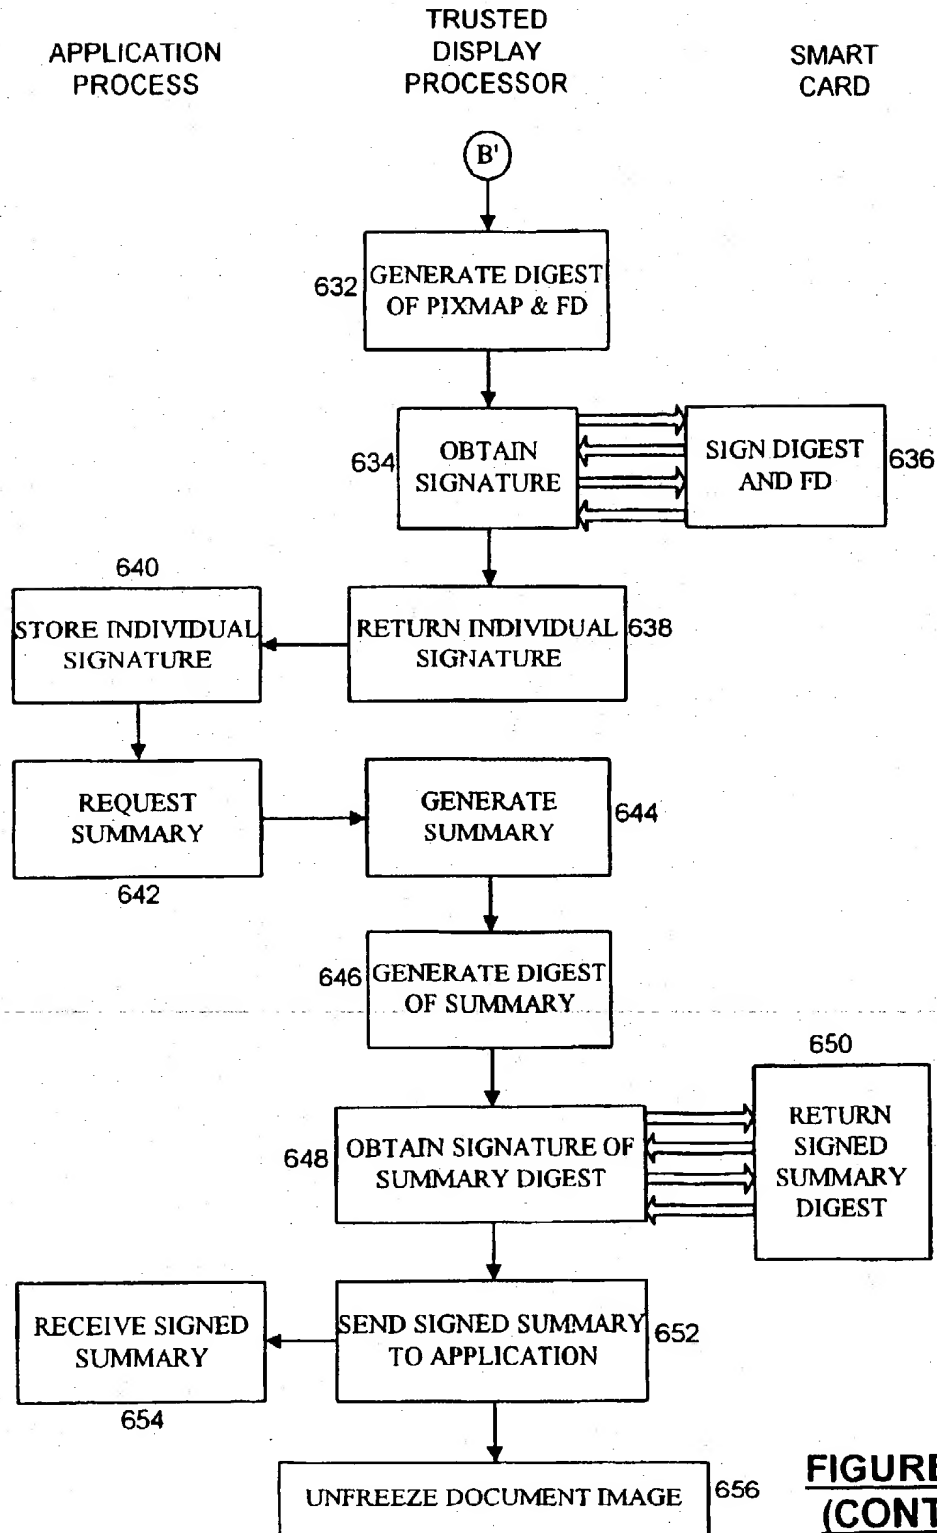 APPLICATION
PROCESS
TRUSTED
DISPLAY
PROCESSOR
SMART
CARD
B'
632
GENERATE DIGEST
OF PIXMAP & FD
634
OBTAIN
SIGNATURE
SIGN DIGEST
AND FD
636
640
STORE INDIVIDUAL
SIGNATURE
RETURN INDIVIDUAL
SIGNATURE
638
REQUEST
SUMMARY
642
GENERATE
SUMMARY
644
646
GENERATE DIGEST
OF SUMMARY
648
OBTAIN SIGNATURE OF
SUMMARY DIGEST
650
RETURN
SIGNED
SUMMARY
DIGEST
RECEIVE SIGNED
SUMMARY
654
SEND SIGNED SUMMARY
TO APPLICATION
652
UNFREEZE DOCUMENT IMAGE
656
FIGURE
(CONT